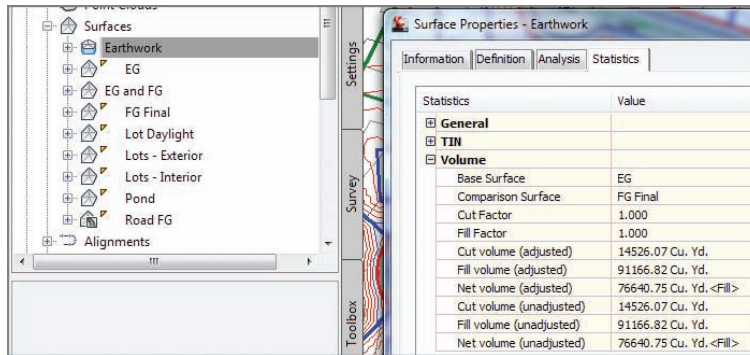 Point Clouds
Surfaces
Earthwork
EG
EG and FG
FG Final
Lot Daylight
Lots - Exterior
Lots - Interior
Pond
Road FG
Alignments
Settings
Survey
Toolbox
Surface Properties - Earthwork
Information Definition Analysis Statistics
Statistics Value
General
TIN
Volume
Base Surface EG
Comparison Surface FG Final
Cut Factor 1.000
Fill Factor 1.000
Cut volume (adjusted) 14526.07 Cu. Yd.
Fill volume (adjusted) 91166.82 Cu. Yd.
Net volume (adjusted) 76640.75 Cu. Yd.<Fill>
Cut volume (unadjusted) 14526.07 Cu. Yd.
Fill volume (unadjusted) 91166.82 Cu. Yd.
Net volume (unadjusted) 76640.75 Cu. Yd.<Fill>